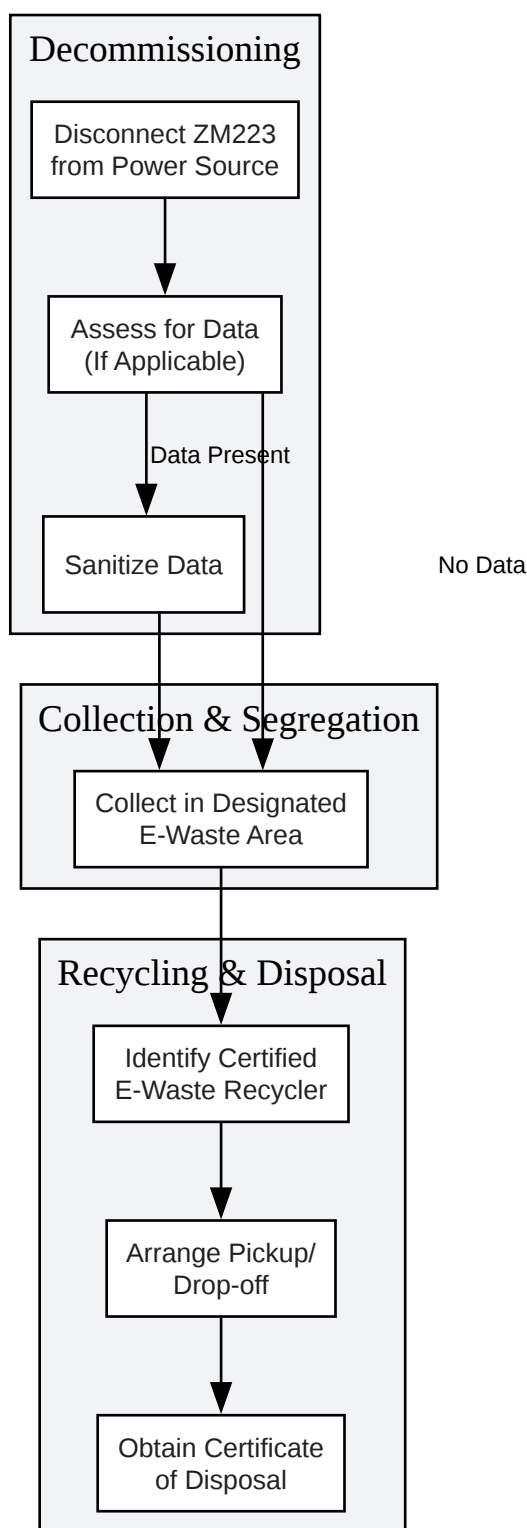 Decommissioning
Disconnect ZM223
from Power Source
Assess for Data
(If Applicable)
Data Present
Sanitize Data
No Data
Collection & Segregation
Collect in Designated
E-Waste Area
Recycling & Disposal
Identify Certified
E-Waste Recycler
Arrange Pickup/
Drop-off
Obtain Certificate
of Disposal